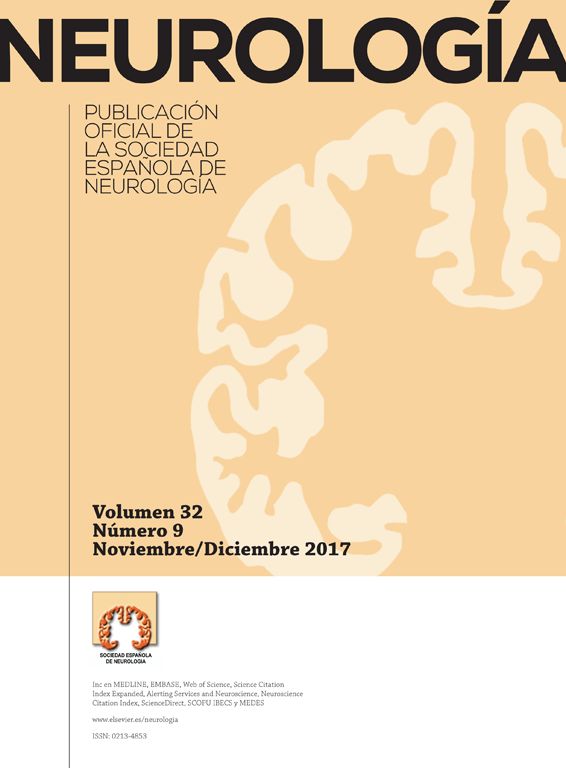 NEUROLOGÍA
PUBLICACIÓN
OFICIAL DE
LA SOCIEDAD
ESPAÑOLA DE
NEUROLOGÍA
Volumen 32
Número 9
Noviembre/Diciembre 2017
SOCIEDAD ESPAÑOLA
DE NEUROLOGIA
Inc en MEDLINE, EMBASE, Web of Science, Science Citation
Index Expanded, Alerting Services and Neuroscience, Neuroscience
Citation Index, ScienceDirect, SCOFU IBECS y MEDES
www.elsevier.es/neurologia
ISSN: 0213-4853